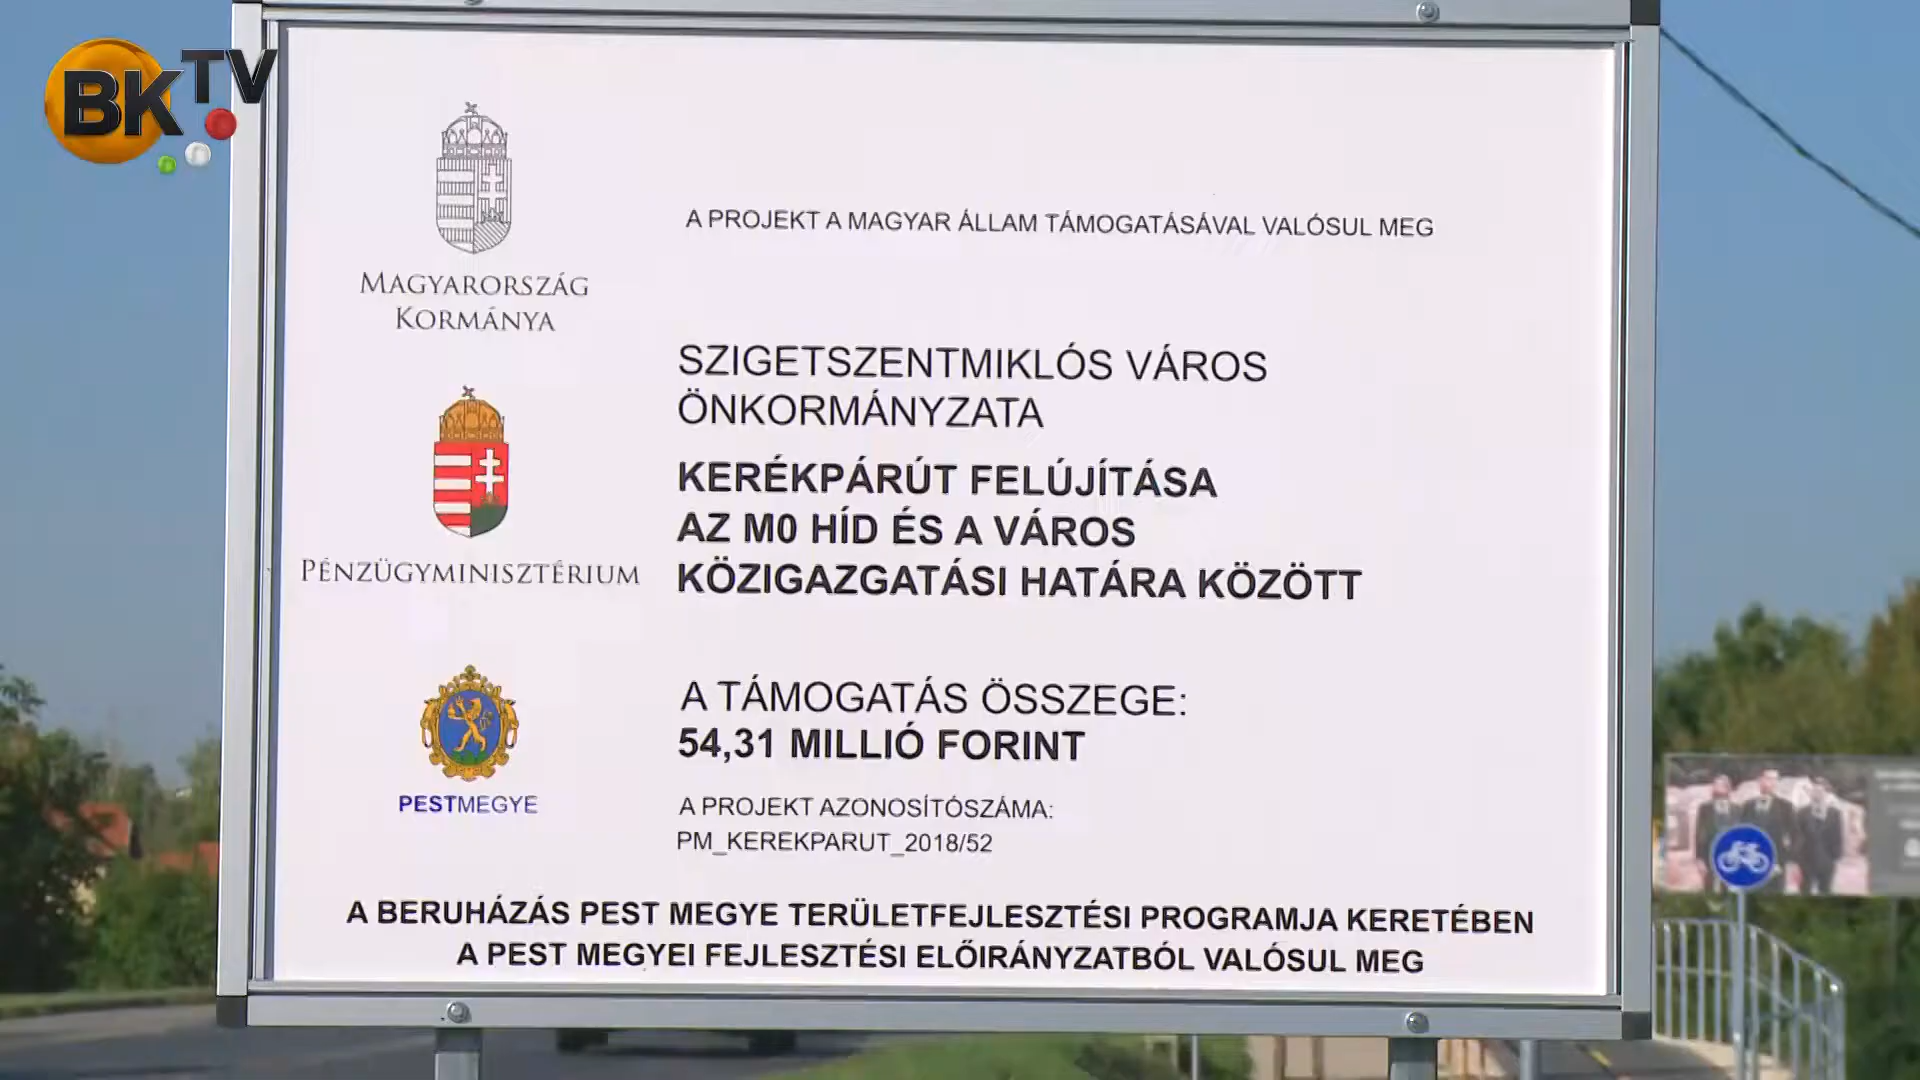 BKTV
A PROJEKT A MAGYAR ÁLLAM TÁMOGATÁSÁVAL VALÓSUL MEG
MAGYARORSZÁG
KORMÁNYA
SZIGETSZENTMIKLÓS VÁROS
ÖNKORMÁNYZATA
KERÉKPÁRÚT FELÚJÍTÁSA
AZ M0 HÍD ÉS A VÁROS
KÖZIGAZGATÁSI HATÁRA KÖZÖTT
PÉNZÜGYMINISZTÉRIUM
A TÁMOGATÁS ÖSSZEGE:
54,31 MILLIÓ FORINT
PESTMEGYE
A PROJEKT AZONOSÍTÓSZÁMA:
PM_KEREKPARUT_2018/52
A BERUHÁZÁS PEST MEGYE TERÜLETFEJLESZTÉSI PROGRAMJA KERETÉBEN
A PEST MEGYEI FEJLESZTÉSI ELŐIRÁNYZATBÓL VALÓSUL MEG